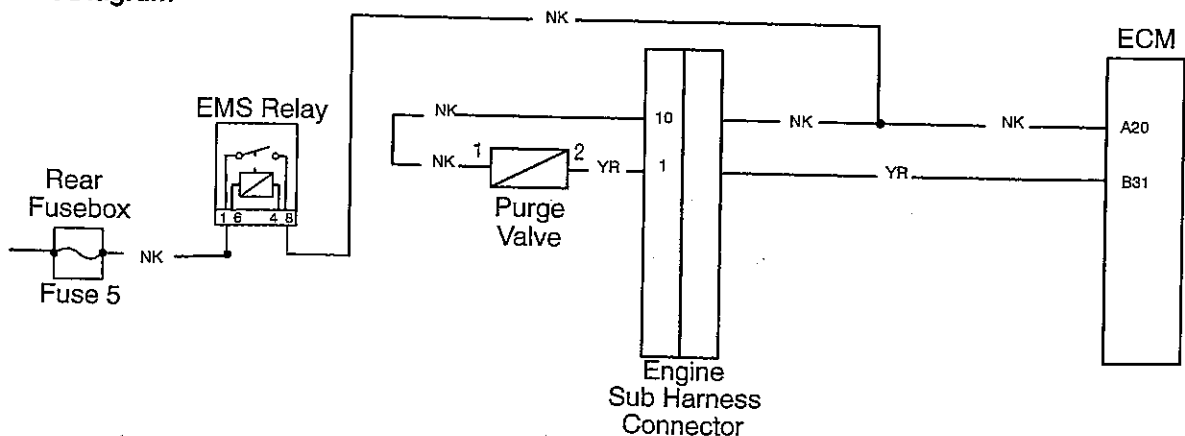 NK
ECM
EMS Relay
NK
10
NK
NK
A20
NK
1
2
YR
1
YR
B31
Rear
Fusebox
Purge
Valve
1 6 4 8
NK
Fuse 5
Engine
Sub Harness
Connector